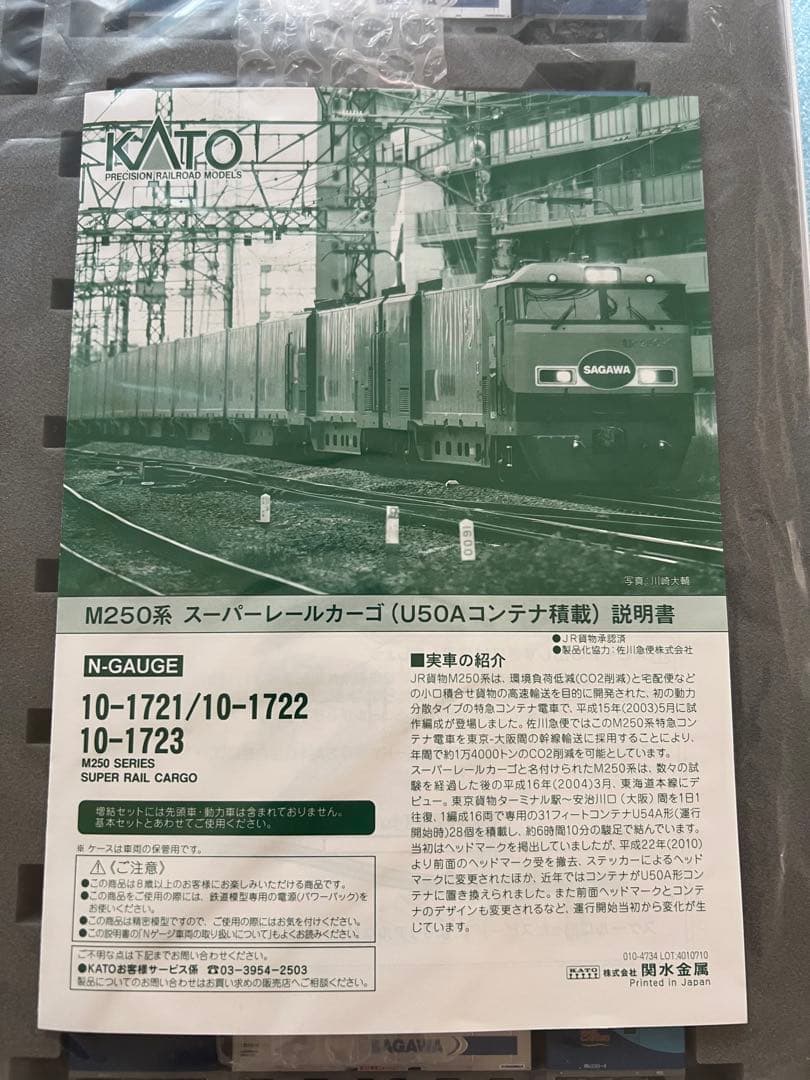 KATO
PRECISION RAILROAD MODELS
SAGAWA
1600
写真:川崎大輔
M250系 スーパーレールカーゴ(U50Aコンテナ積載)説明書
●JR貨物承認済
●製品化協力:佐川急便株式会社
N-GAUGE
10-1721/10-1722
10-1723
M250 SERIES
SUPER RAIL CARGO
増結セットには先頭車・動力車は含まれておりません。
基本セットとあわせてご使用ください。
※ ケースは車両の保管用です。
⚠〈ご注意〉
●この商品は8歳以上のお客様にお楽しみいただける商品です。
●この商品をご使用の際には、鉄道模型専用の電源(パワーパック)を
お使いください。
●この商品は精密模型ですので、ご使用の際にはお気を付けください。
●この説明書の「Nゲージ車両の取り扱いについて」もよくお読みください。
ご不明な点は下記までお問い合せください。
●KATOお客様サービス係 ☎03-3954-2503
製品についてのお問い合わせはお買い求めの販売店へご相談ください。
■実車の紹介
JR貨物M250系は、環境負荷低減(CO2削減)と宅配便など
の小口積合せ貨物の高速輸送を目的に開発された、初の動力
分散タイプの特急コンテナ電車で、平成15年(2003)5月に試
作編成が登場しました。佐川急便ではこのM250系特急コン
テナ電車を東京-大阪間の幹線輸送に採用することにより、
年間で約1万4000トンのCO2削減を可能としています。
スーパーレールカーゴと名付けられたM250系は、数々の試
験を経過した後の平成16年(2004)3月、東海道本線にデ
ビュー。東京貨物ターミナル駅～安治川口(大阪)間を1日1
往復、1編成16両で専用の31フィートコンテナU54A形(運行
開始時)28個を積載し、約6時間10分の駿足で結んでいます。
当初はヘッドマークを掲出していましたが、平成22年(2010)
より前面のヘッドマーク受を撤去、ステッカーによるヘッド
マークに変更されたほか、近年ではコンテナがU50A形コン
テナに置き換えられました。また前面ヘッドマークとコンテ
ナのデザインも変更されるなど、運行開始当初から変化が生
じています。
010-4734 LOT:4010710
KATO 株式会社 関水金属
Printed in Japan
SAGAWA